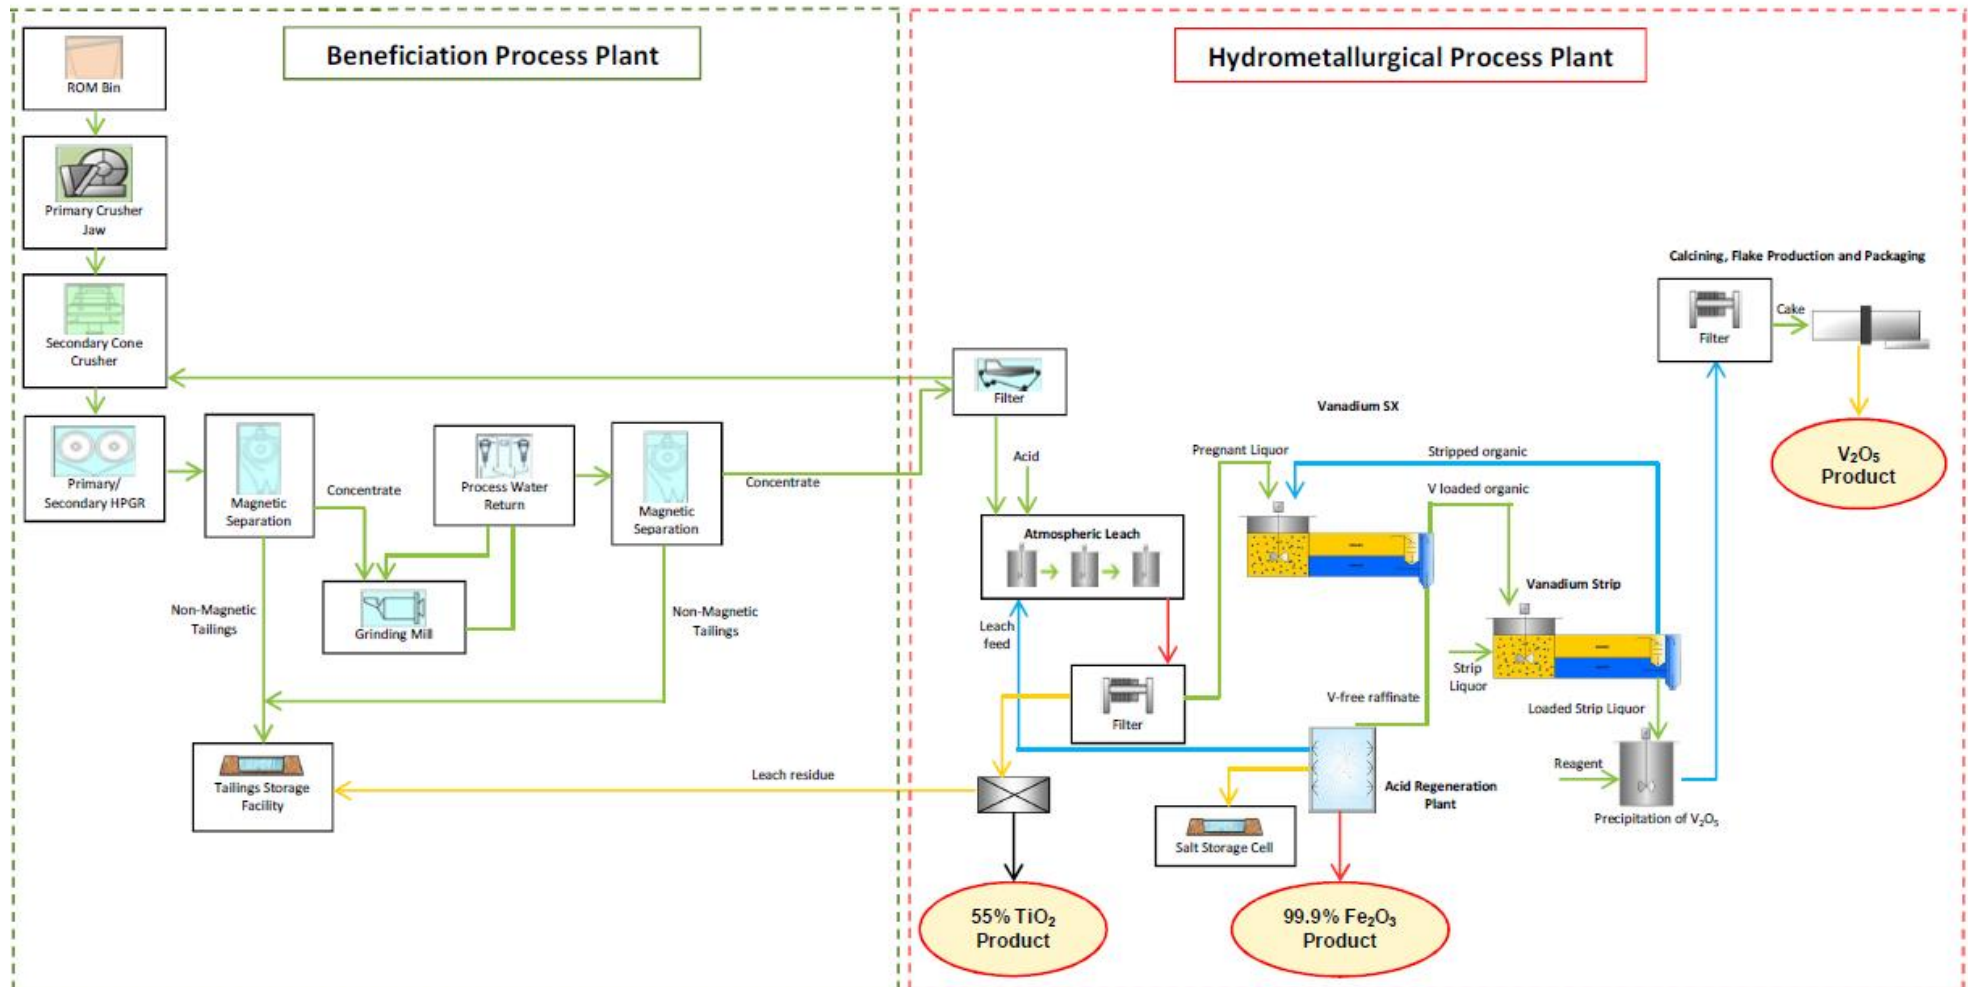 Beneficiation Process Plant
Hydrometallurgical Process Plant
ROM Bin
Primary Crusher
Jaw
Secondary Cone
Crusher
Primary/
Secondary HPGR
Magnetic
Separation
Concentrate
Process Water
Return
Magnetic
Separation
Concentrate
Grinding Mill
Non-Magnetic
Tailings
Non-Magnetic
Tailings
Tailings Storage
Facility
Leach residue
Filter
Acid
Atmospheric Leach
Leach
feed
Filter
Pregnant Liquor
Vanadium SX
Stripped organic
V loaded organic
Vanadium Strip
Strip
Liquor
V-free raffinate
Loaded Strip Liquor
Reagent
Precipitation of V₂O₅
Acid Regeneration
Plant
Salt Storage Cell
Calcining, Flake Production and Packaging
Filter
Cake
V₂O₅
Product
55% TiO₂
Product
99.9% Fe₂O₃
Product